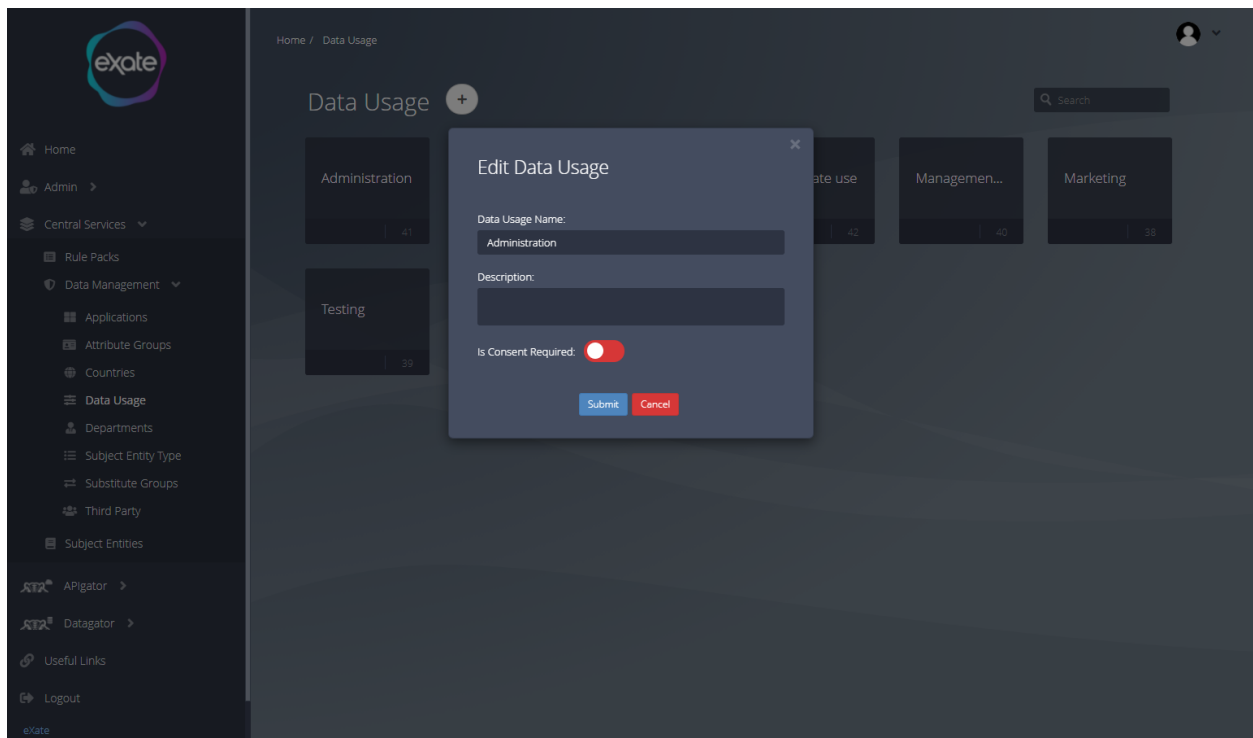 exate
Home / Data Usage
Data Usage +
Search
Home
Admin
Central Services
Rule Packs
Data Management
Applications
Attribute Groups
Countries
Data Usage
Departments
Subject Entity Type
Substitute Groups
Third Party
Subject Entities
APIgator
Datagator
Useful Links
Logout
eXate
Administration
41
ate use
42
Managemen...
40
Marketing
38
Testing
39
Edit Data Usage
Data Usage Name:
Administration
Description:
Is Consent Required:
Submit Cancel